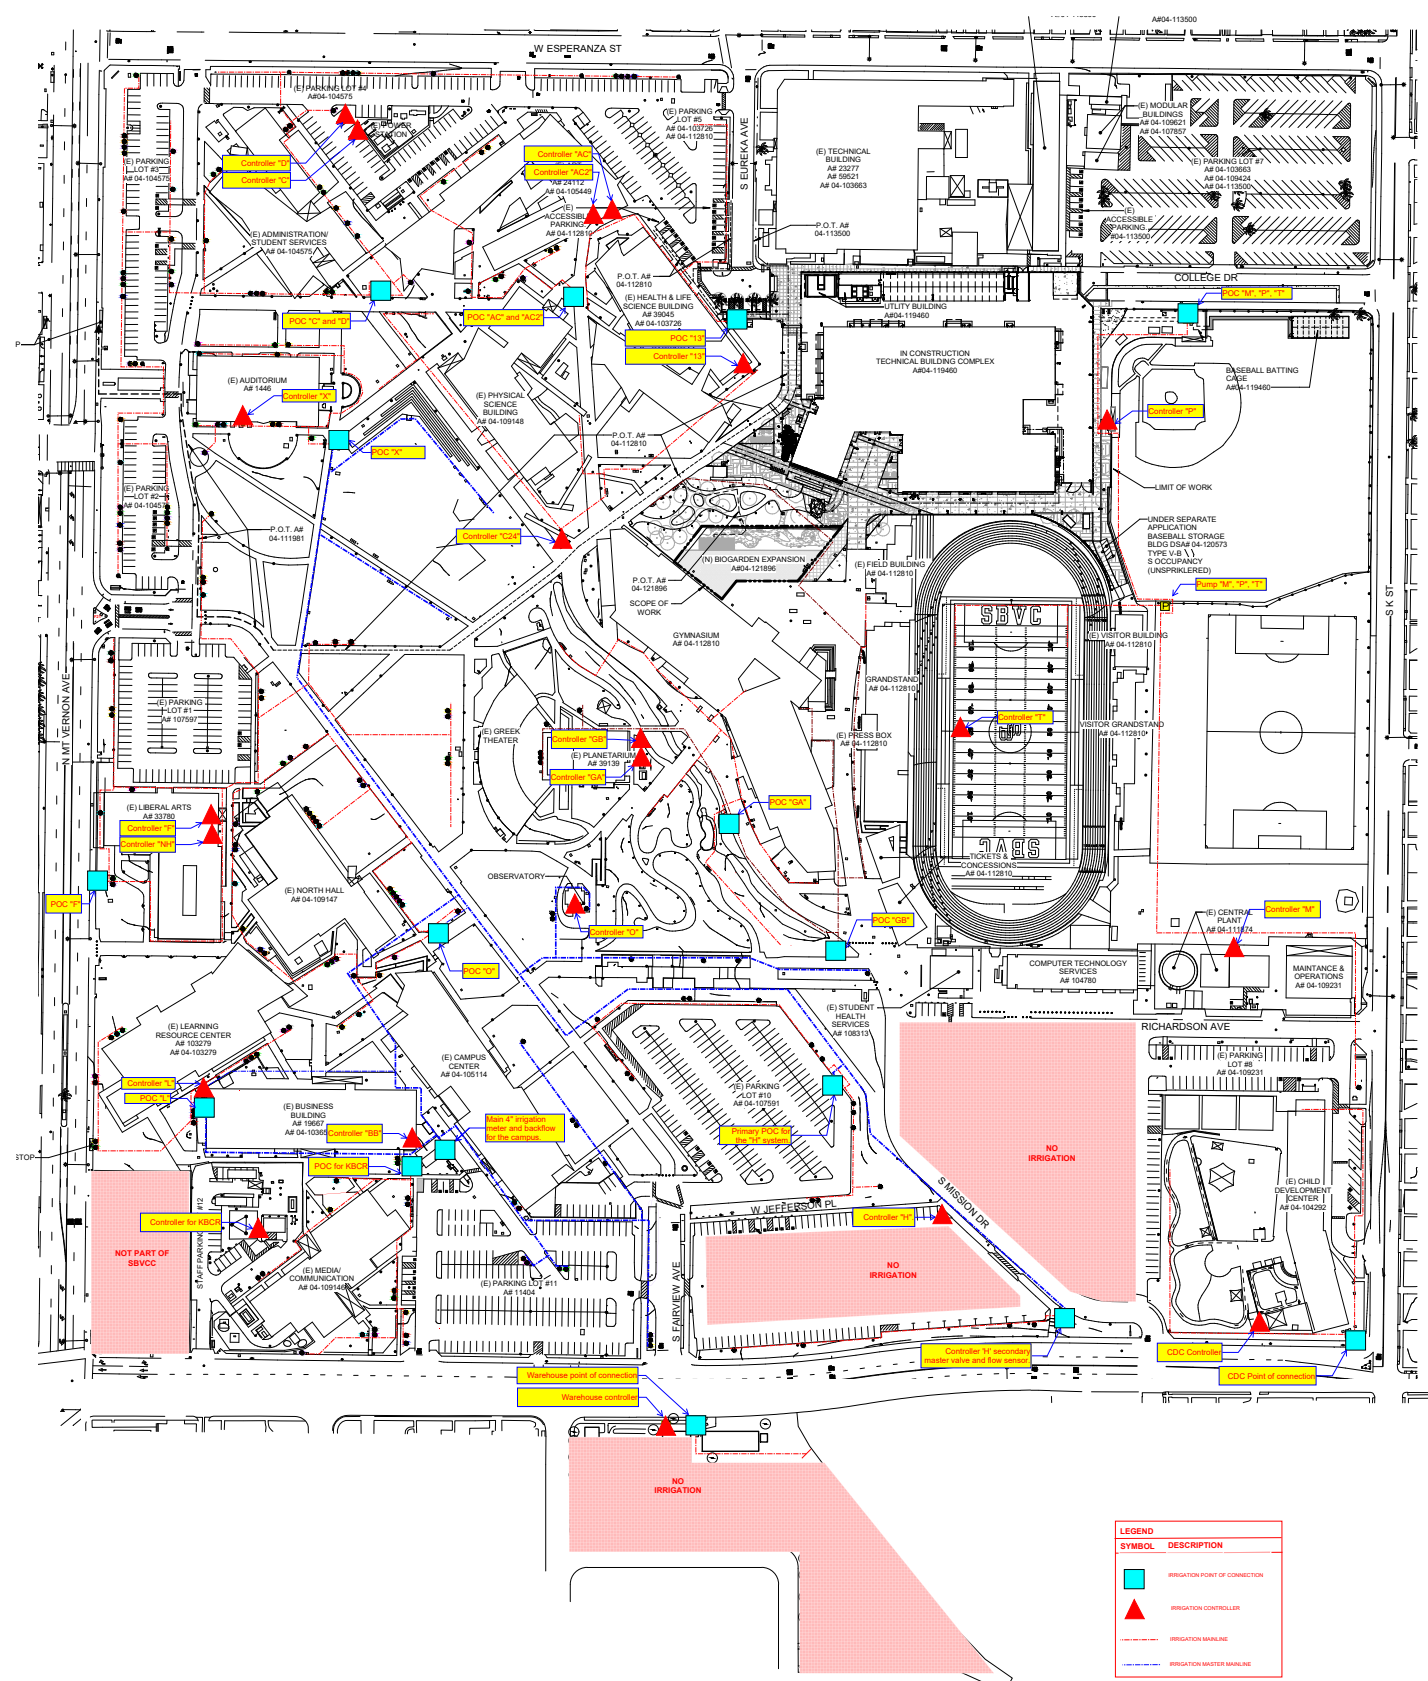 A#04-113500
W ESPERANZA ST
(E) PARKING LOT #4
A#04-104575
(E) POWER
STATION
(E) PARKING
LOT #5
A# 04-103726
A# 04-112810
S EUREKA AVE
(E) TECHNICAL
BUILDING
A# 23277
A# 59521
A# 04-103663
(E) MODULAR
BUILDINGS
A# 04-109621
A# 04-107857
(E) PARKING LOT #7
A# 04-103663
A# 04-109424
A# 04-113500
(E) PARKING
LOT #3
A# 04-104575
Controller "D"
Controller "C"
Controller "AC"
Controller "AC2"
A# 24112
A# 04-105449
(E)
ACCESSIBLE
PARKING
A# 04-112810
(E)
ACCESSIBLE
PARKING
#04-113500
(E) ADMINISTRATION/
STUDENT SERVICES
A# 04-104575
P.O.T. A#
04-113500
P.O.T. A#
04-112810
COLLEGE DR
POC "M", "P", "T"
(E) HEALTH & LIFE
SCIENCE BUILDING
A# 39045
A# 04-103726
UTILITY BUILDING
A#04-119460
POC "C" and "D"
POC "AC" and "AC2"
POC "13"
Controller "13"
IN CONSTRUCTION
TECHNICAL BUILDING COMPLEX
A#04-119460
BASEBALL BATTING
CAGE
A#04-119460
P
(E) AUDITORIUM
A# 1446
Controller "X"
(E) PHYSICAL
SCIENCE
BUILDING
A# 04-109148
Controller "P"
P.O.T. A#
04-112810
POC "X"
(E) PARKING
LOT #2
A# 04-104575
LIMIT OF WORK
P.O.T. A#
04-111981
Controller "C24"
UNDER SEPARATE
APPLICATION
BASEBALL STORAGE
BLDG DSA# 04-120573
TYPE V-B
S OCCUPANCY
(UNSPRIKLERED)
(N) BIOGARDEN EXPANSION
A#04-121896
(E) FIELD BUILDING
A# 04-112810
P.O.T. A#
04-121896
SCOPE OF
WORK
Pump "M", "P", "T"
P
S K ST
SBVC
GYMNASIUM
A# 04-112810
(E) VISITOR BUILDING
A# 04-112810
N MT VERNON AVE
GRANDSTAND
A# 04-112810
(E) PARKING
LOT #1
A# 107597
(E) GREEK
THEATER
Controller "GB"
(E) PLANETARIUM
A# 39139
Controller "GA"
(E) PRESS BOX
A# 04-112810
Controller "T"
VISITOR GRANDSTAND
A# 112810
(E) LIBERAL ARTS
A# 33780
Controller "F"
Controller "NH"
POC "GA"
SBVC
TICKETS &
CONCESSIONS
A# 04-112810
OBSERVATORY
(E) NORTH HALL
A# 04-109147
POC "F"
Controller "O"
POC "GB"
(E) CENTRAL
PLANT
A# 04-111874
Controller "M"
POC "O"
COMPUTER TECHNOLOGY
SERVICES
A# 104780
MAINTANCE &
OPERATIONS
A# 04-109231
(E) LEARNING
RESOURCE CENTER
A# 103279
A# 04-103279
(E) STUDENT
HEALTH
SERVICES
A# 108313
RICHARDSON AVE
(E) CAMPUS
CENTER
A# 04-105114
(E) PARKING
LOT #8
A# 04-109231
Controller "L"
POC "L"
(E) PARKING
LOT #10
A# 04-107591
(E) BUSINESS
BUILDING
A# 19667
A# 04-10365
Controller "BB"
Main 4" irrigation
meter and backflow
for the campus.
Primary POC for
the "H" system.
NO
IRRIGATION
STOP
POC for KBCR
(E) CHILD
DEVELOPMENT
CENTER
A# 04-104292
S MISSION DR
W JEFFERSON PL
Controller for KBCR
Controller "H"
NOT PART OF
SBVCC
STAFF PARKING #12
(E) MEDIA/
COMMUNICATION
A# 04-109146
(E) PARKING LOT #11
A# 11404
NO
IRRIGATION
S FAIRVIEW AVE
Controller 'H' secondary
master valve and flow sensor.
CDC Controller
CDC Point of connection
Warehouse point of connection
Warehouse controller
NO
IRRIGATION
LEGEND
SYMBOL DESCRIPTION
IRRIGATION POINT OF CONNECTION
IRRIGATION CONTROLLER
IRRIGATION MAINLINE
IRRIGATION MASTER MAINLINE